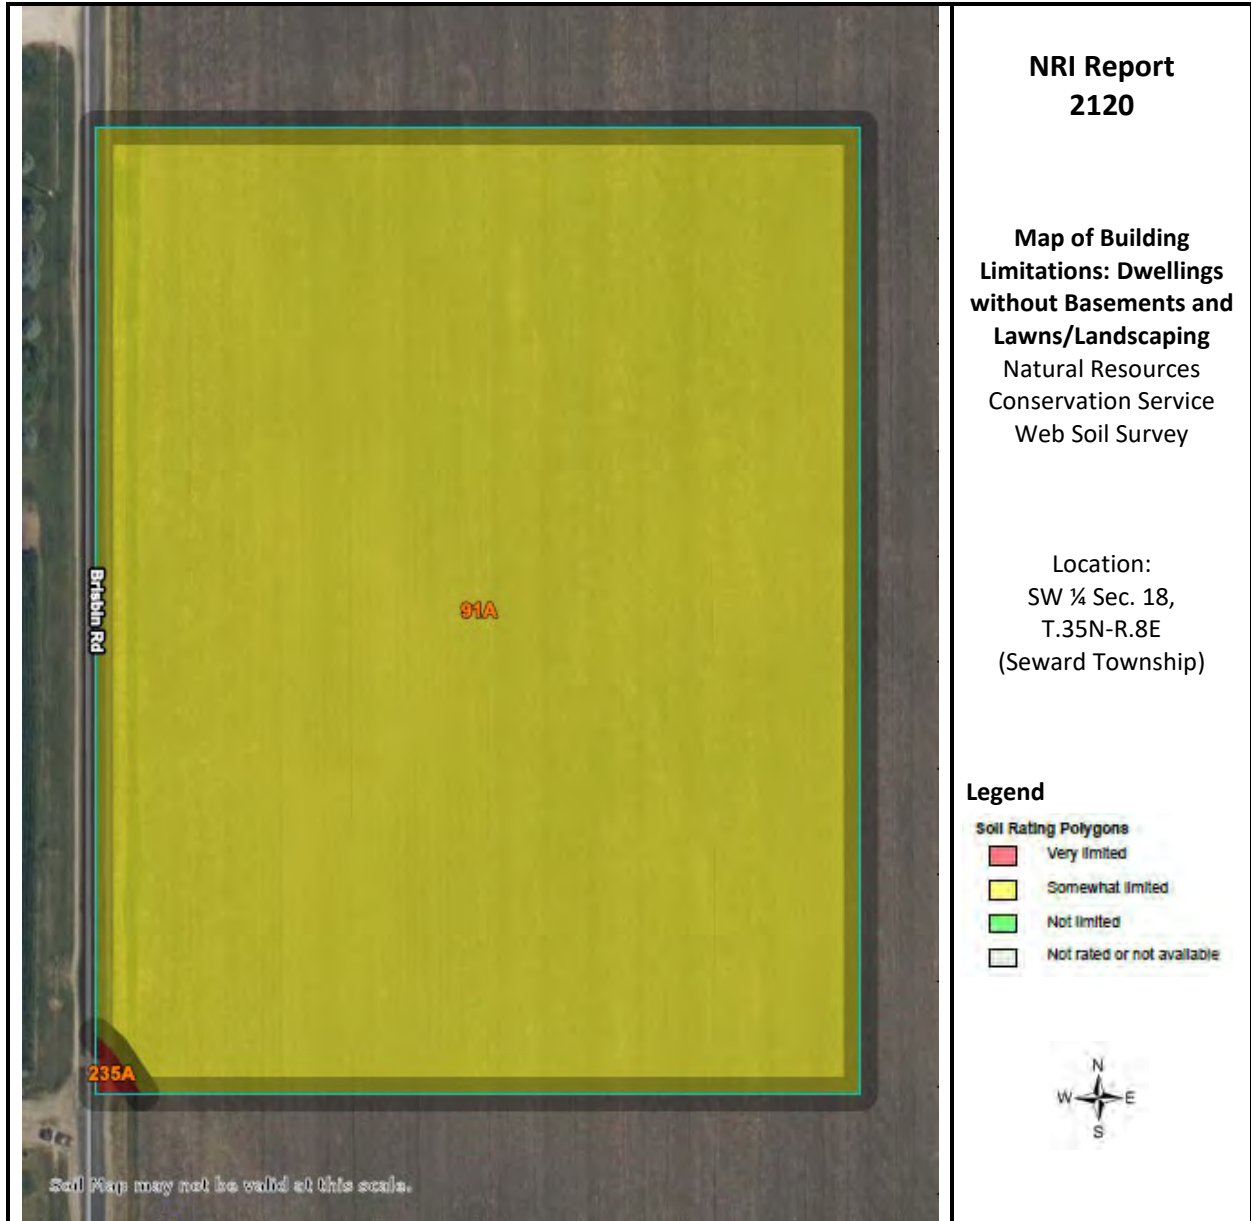 NRI Report
2120
Map of Building
Limitations: Dwellings
without Basements and
Lawns/Landscaping
Natural Resources
Conservation Service
Web Soil Survey
Location:
SW ¼ Sec. 18,
T.35N-R.8E
(Seward Township)
Legend
Soil Rating Polygons
Very limited
Somewhat limited
Not limited
Not rated or not available
N
W E
S
Brisbin Rd
91A
235A
Soil Map may not be valid at this scale.